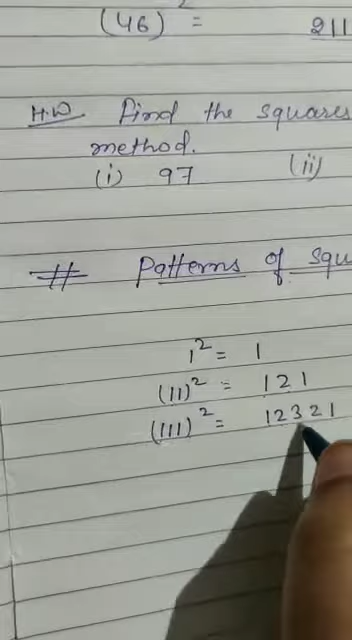 (46)² = 211
H.W Find the squares
method.
(i) 97 (ii)
# Patterns of Squ
1² = 1
(11)² = 121
(111)² = 12321